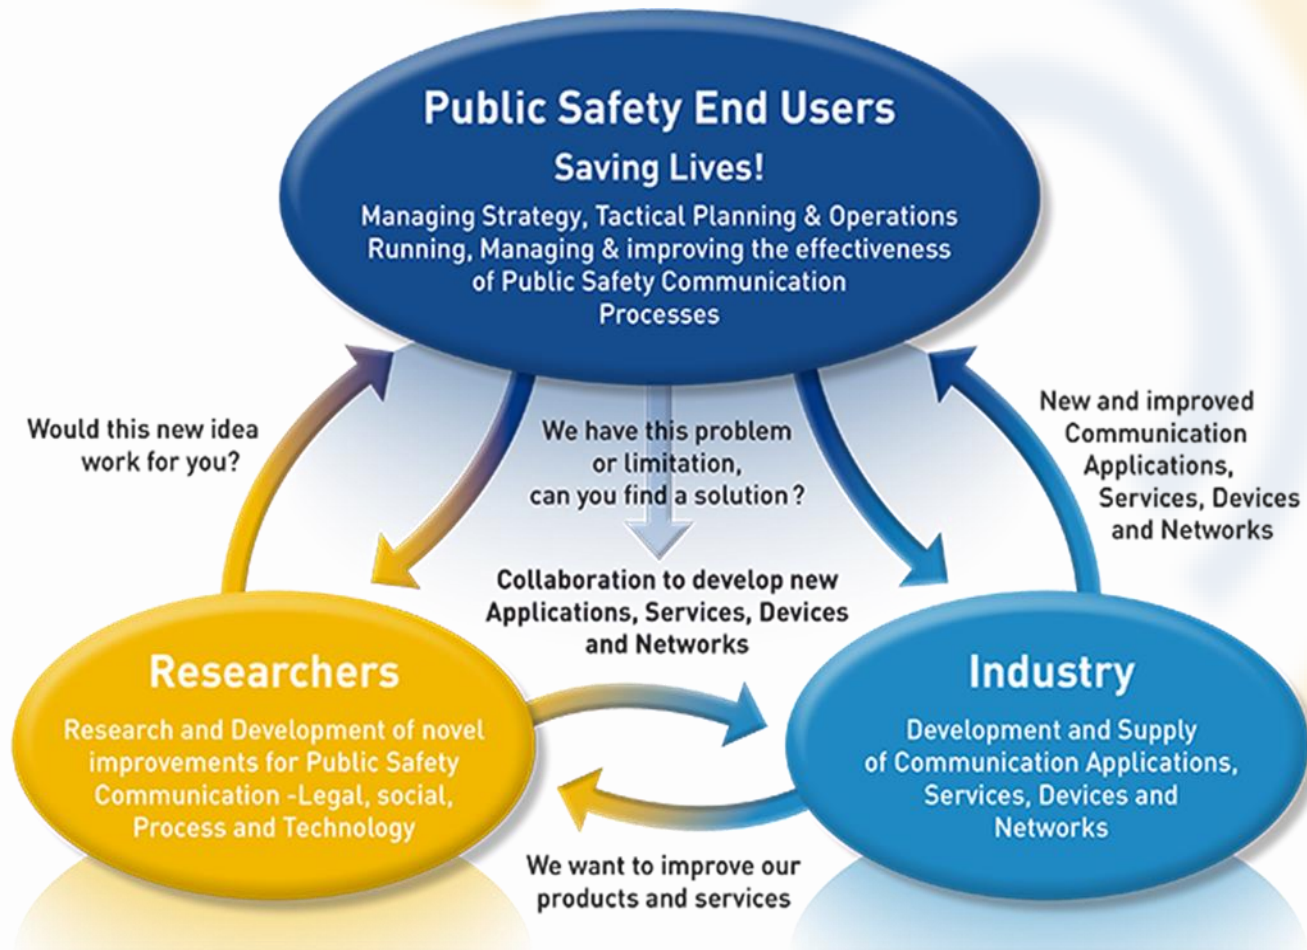 Public Safety End Users
Saving Lives!
Managing Strategy, Tactical Planning & Operations
Running, Managing & improving the effectiveness
of Public Safety Communication
Processes
Would this new idea
work for you?
We have this problem
or limitation,
can you find a solution ?
New and improved
Communication
Applications,
Services, Devices
and Networks
Collaboration to develop new
Applications, Services, Devices
and Networks
Researchers
Research and Development of novel
improvements for Public Safety
Communication -Legal, social,
Process and Technology
Industry
Development and Supply
of Communication Applications,
Services, Devices and
Networks
We want to improve our
products and services